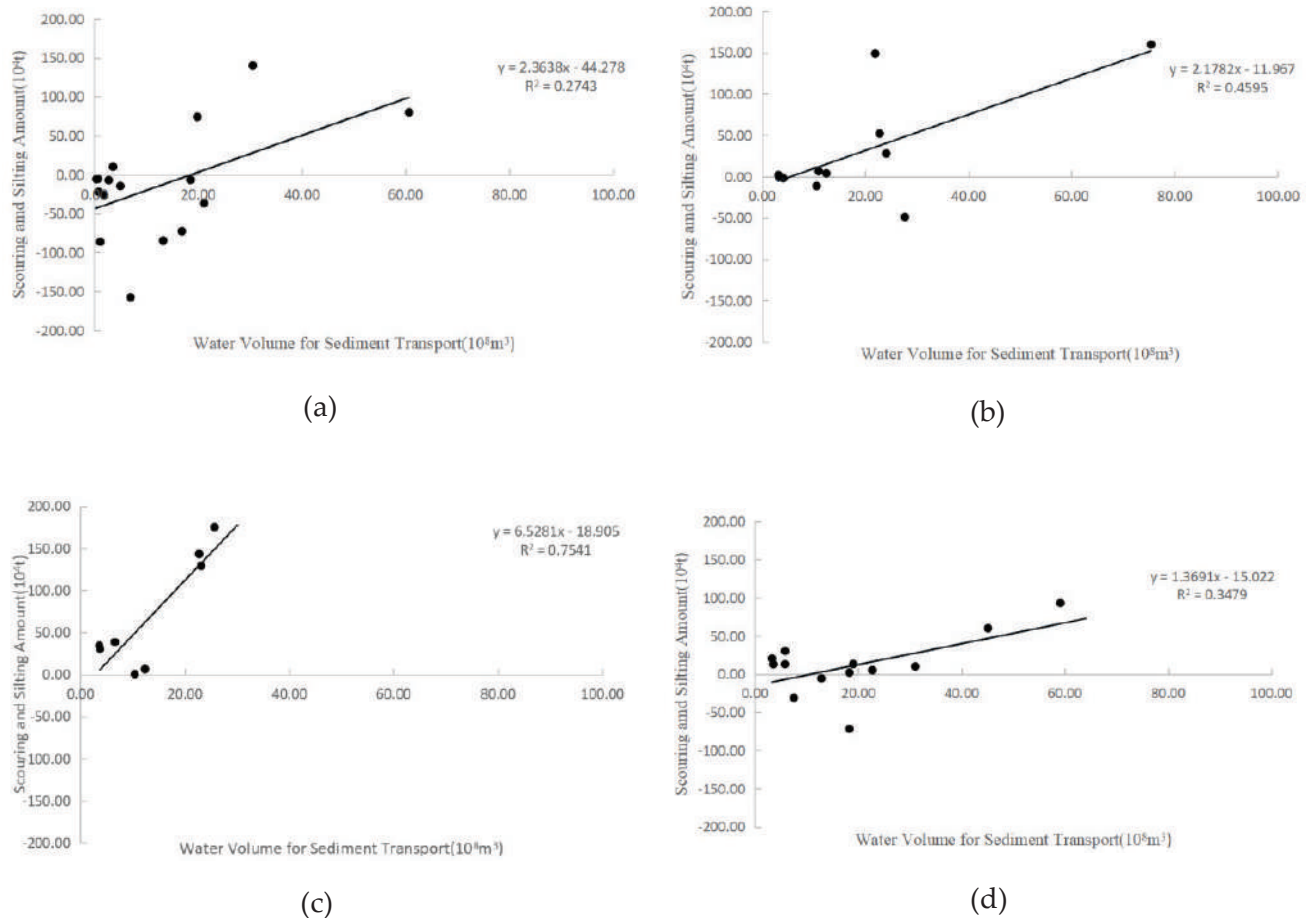 200.00
150.00
100.00
50.00
0.00
-50.00
-100.00
-150.00
-200.00
Scouring amd Silting Amount(10⁴t)
0.00 20.00 40.00 60.00 80.00 100.00
y = 2.3638x - 44.278
R² = 0.2743
Water Volume for Sediment Transport(10⁸m³)
(a)
200.00
150.00
100.00
50.00
0.00
-50.00
-100.00
-150.00
-200.00
Scouring amd Silting Amount(10⁴t)
0.00 20.00 40.00 60.00 80.00 100.00
y = 2.1782x - 11.967
R² = 0.4595
Water Volume for Sediment Transport(10⁸m³)
(b)
200.00
150.00
100.00
50.00
0.00
-50.00
-100.00
-150.00
-200.00
Scouring amd Silting Amount(10⁴t)
0.00 20.00 40.00 60.00 80.00 100.00
y = 6.5281x - 18.905
R² = 0.7541
Water Volume for Sediment Transport(10⁸m³)
(c)
200.00
150.00
100.00
50.00
0.00
-50.00
-100.00
-150.00
-200.00
Scouring amd Silting Amount(10⁴t)
0.00 20.00 40.00 60.00 80.00 100.00
y = 1.3691x - 15.022
R² = 0.3479
Water Volume for Sediment Transport(10⁸m³)
(d)